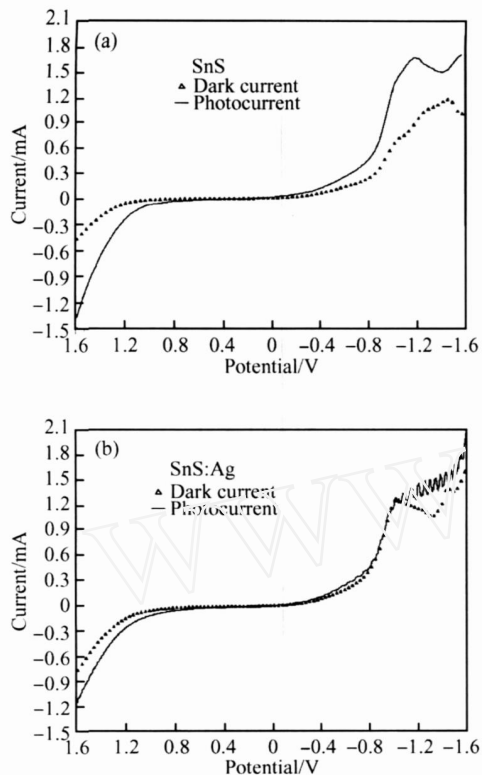 (a)
SnS
Dark current
Photocurrent
Current/mA
2.1
1.8
1.5
1.2
0.9
0.6
0.3
0
−0.3
−0.6
−0.9
−1.2
−1.5
1.6 1.2 0.8 0.4 0 −0.4 −0.8 −1.2 −1.6
Potential/V
(b)
SnS:Ag
Dark current
Photocurrent
Current/mA
2.1
1.8
1.5
1.2
0.9
0.6
0.3
0
−0.3
−0.6
−0.9
−1.2
−1.5
1.6 1.2 0.8 0.4 0 −0.4 −0.8 −1.2 −1.6
Potential/V
WWW